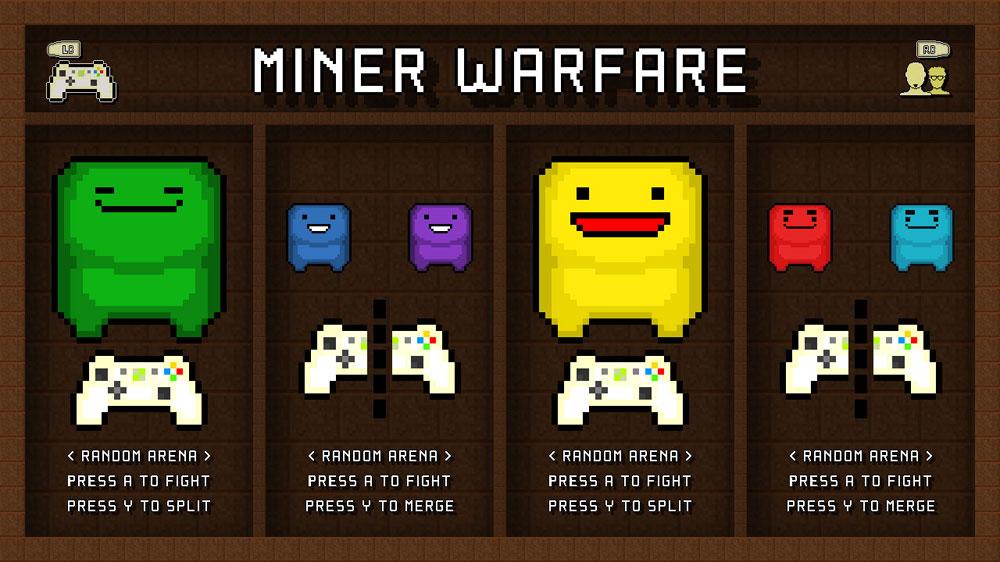 LB
MINER WARFARE
RB
< RANDOM ARENA >
PRESS A TO FIGHT
PRESS Y TO SPLIT
< RANDOM ARENA >
PRESS A TO FIGHT
PRESS Y TO MERGE
< RANDOM ARENA >
PRESS A TO FIGHT
PRESS Y TO SPLIT
< RANDOM ARENA >
PRESS A TO FIGHT
PRESS Y TO MERGE